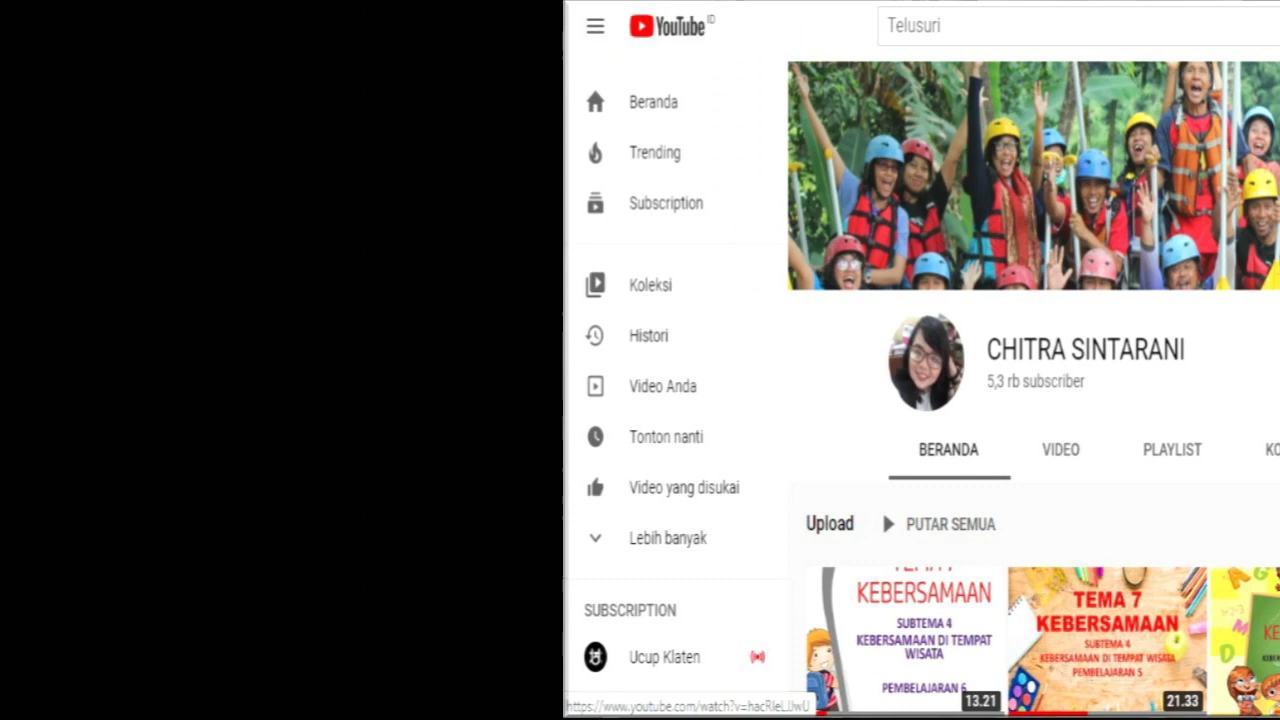 YouTube ID
Telusuri
Beranda
Trending
Subscription
Koleksi
Histori
Video Anda
Tonton nanti
Video yang disukai
Lebih banyak
SUBSCRIPTION
Ucup Klaten
CHITRA SINTARANI
5,3 rb subscriber
BERANDA VIDEO PLAYLIST
Upload PUTAR SEMUA
TEMA 7
KEBERSAMAAN
SUBTEMA 4
KEBERSAMAAN DI TEMPAT
WISATA
PEMBELAJARAN 6
13.21
TEMA 7
KEBERSAMAAN
SUBTEMA 4
KEBERSAMAAN DI TEMPAT WISATA
PEMBELAJARAN 5
21.33